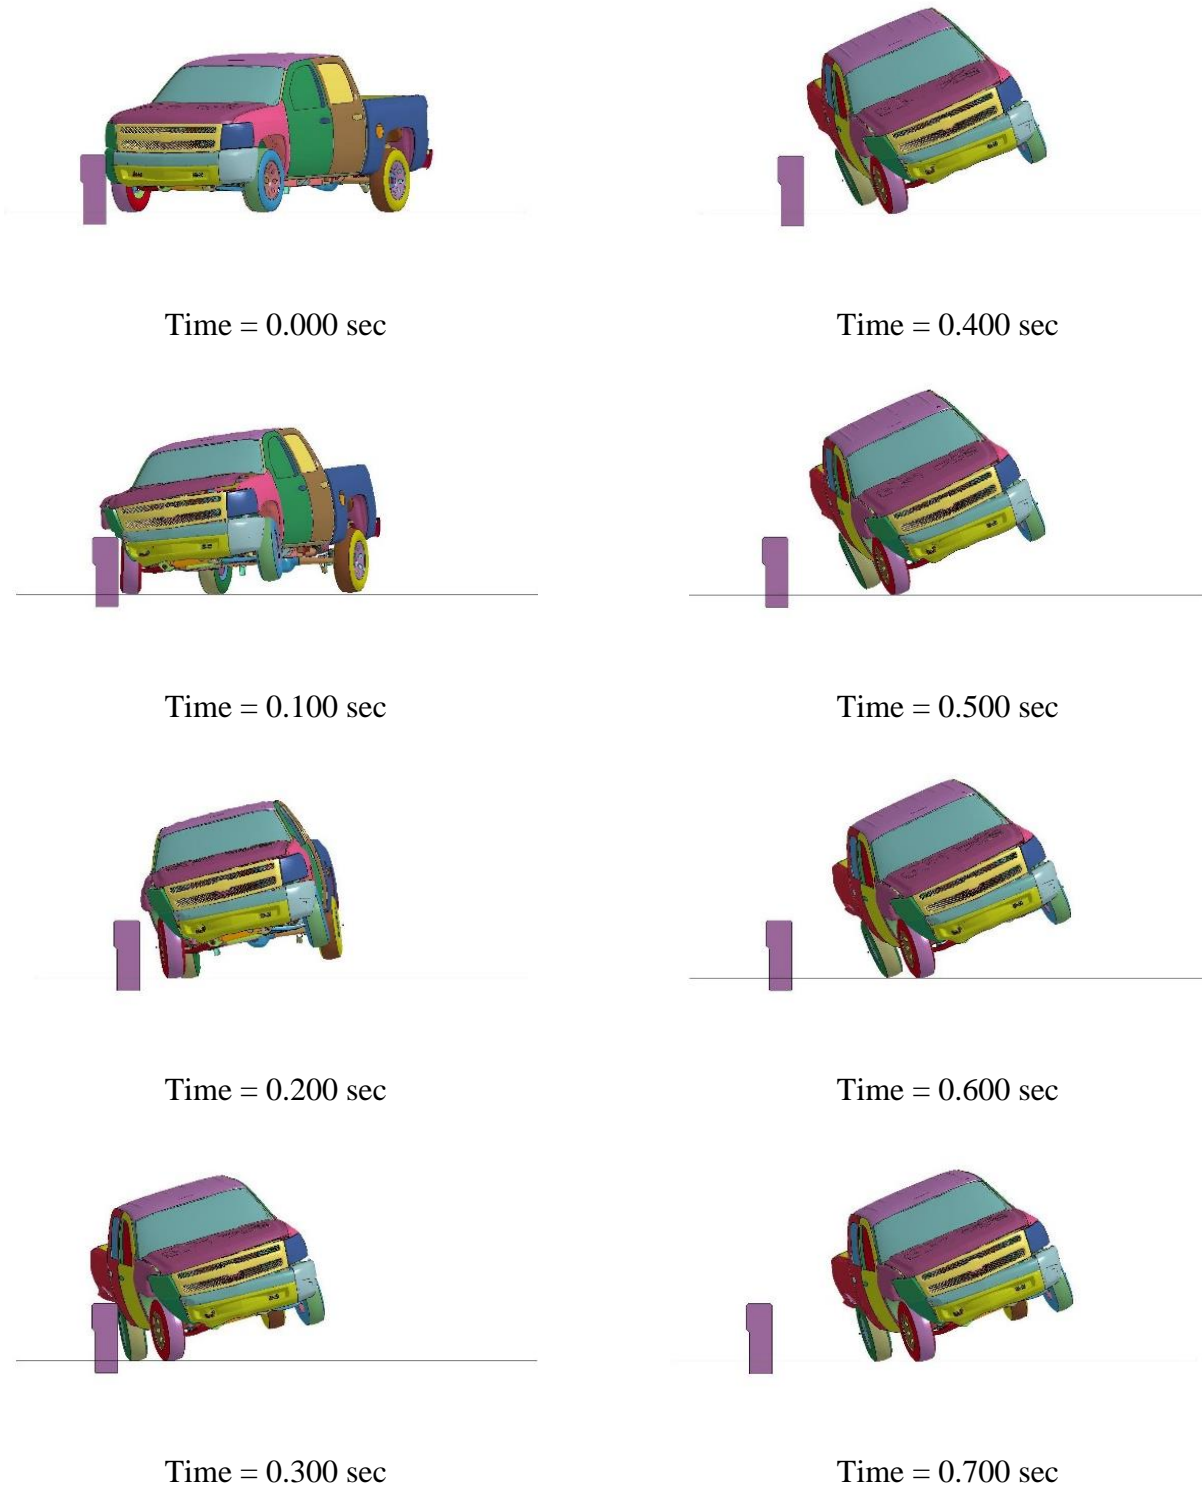 Time = 0.000 sec
Time = 0.400 sec
Time = 0.100 sec
Time = 0.500 sec
Time = 0.200 sec
Time = 0.600 sec
Time = 0.300 sec
Time = 0.700 sec